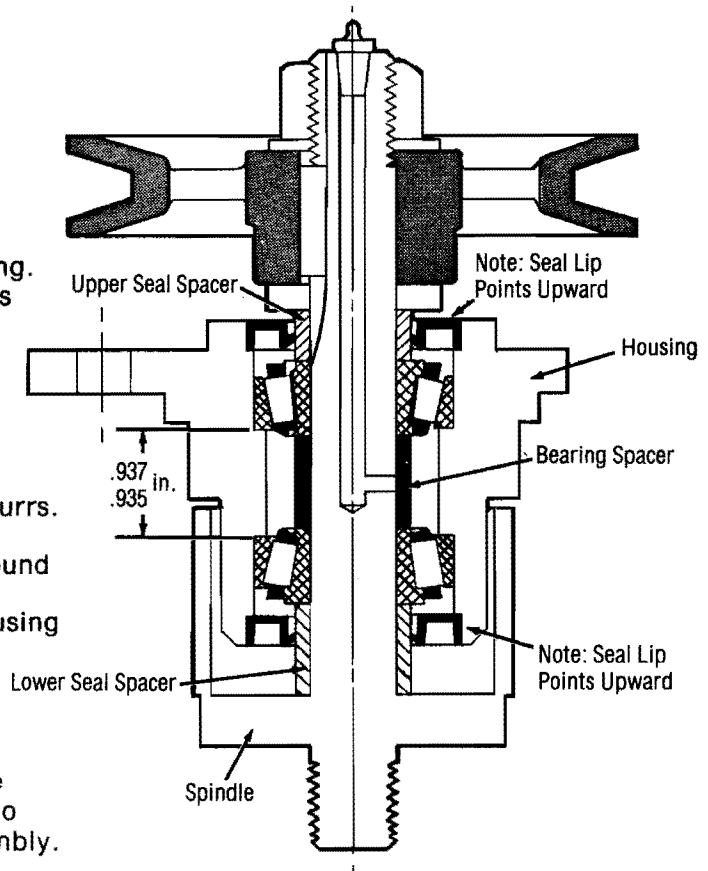 ng.
s
urrs.
ound
using
e
o
nbly.
Upper Seal Spacer
Note: Seal Lip
Points Upward
Housing
.937
.935 in.
Bearing Spacer
Note: Seal Lip
Points Upward
Lower Seal Spacer
Spindle